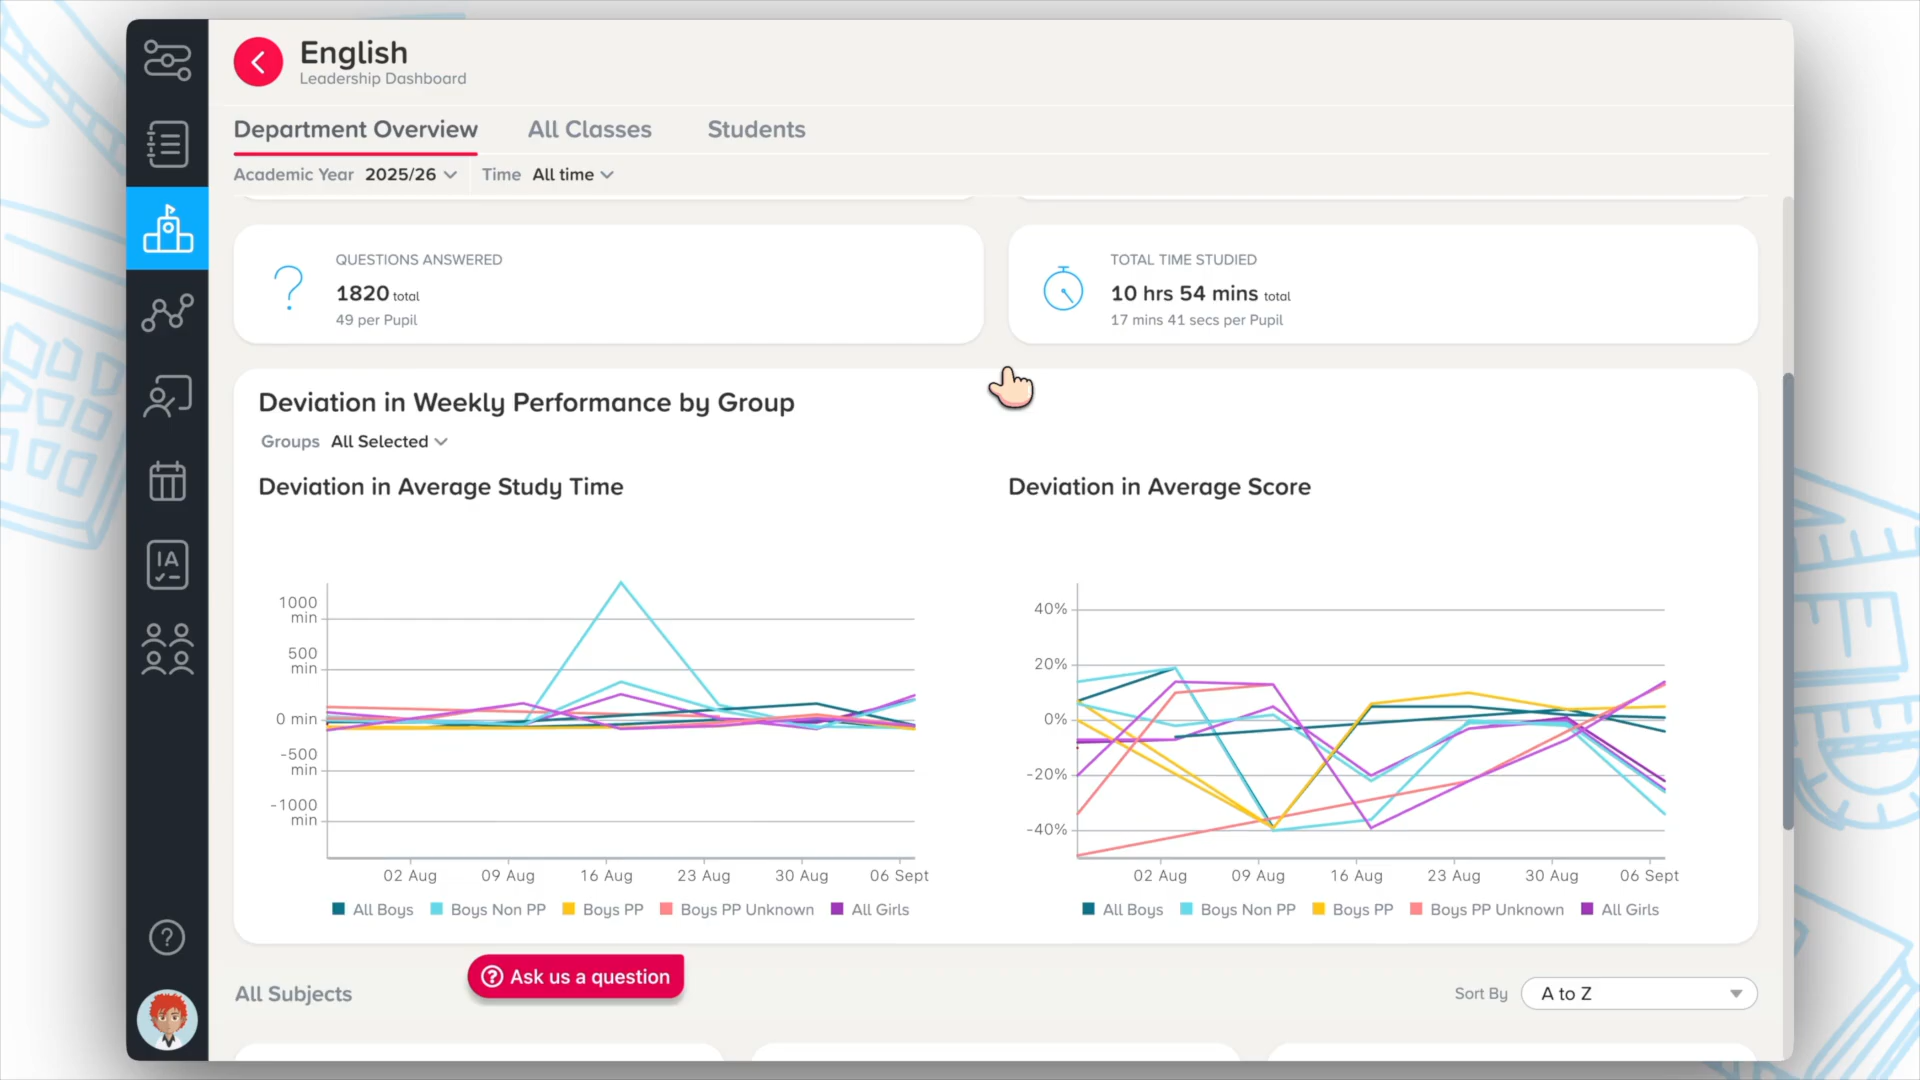 English
Leadership Dashboard
Department Overview All Classes Students
Academic Year 2025/26 Time All time
QUESTIONS ANSWERED
1820 total
49 per Pupil
TOTAL TIME STUDIED
10 hrs 54 mins total
17 mins 41 secs per Pupil
Deviation in Weekly Performance by Group
Groups All Selected
Deviation in Average Study Time
1000 min
500 min
0 min
-500 min
-1000 min
02 Aug 09 Aug 16 Aug 23 Aug 30 Aug 06 Sept
All Boys Boys Non PP Boys PP Boys PP Unknown All Girls
Deviation in Average Score
40%
20%
0%
-20%
-40%
02 Aug 09 Aug 16 Aug 23 Aug 30 Aug 06 Sept
All Boys Boys Non PP Boys PP Boys PP Unknown All Girls
IA
? Ask us a question
All Subjects
Sort By A to Z